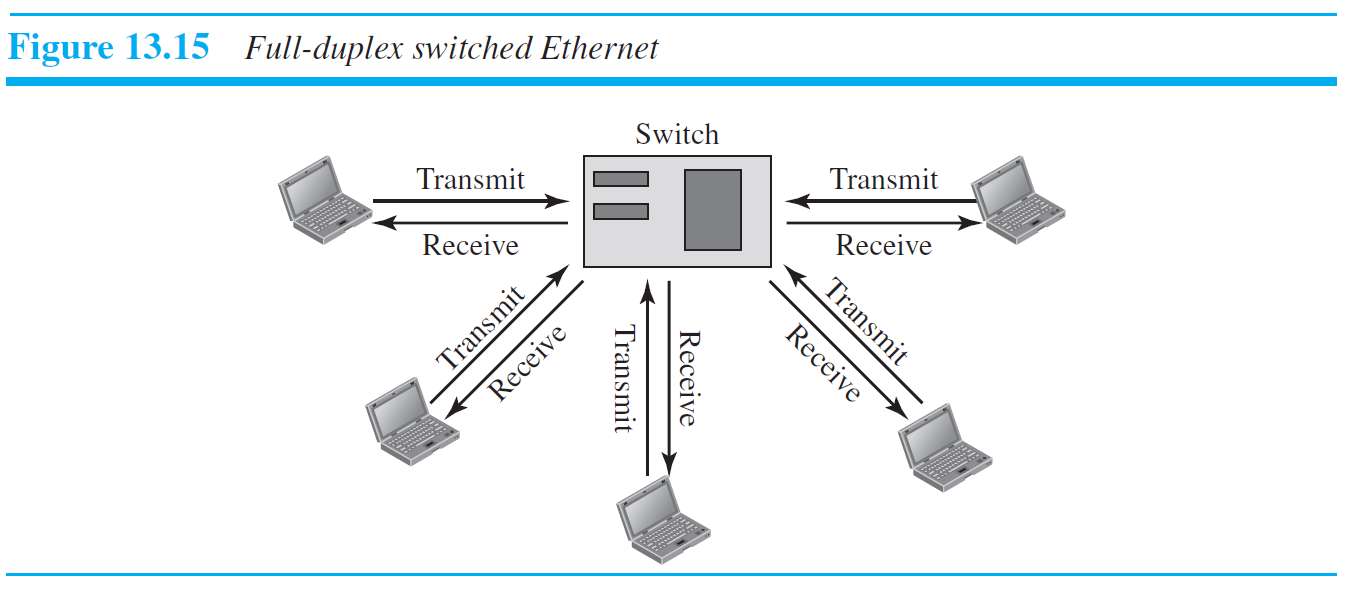 Figure 13.15 Full-duplex switched Ethernet
Switch
Transmit
Receive
Transmit
Receive
Transmit
Receive
Transmit
Receive
Transmit
Receive